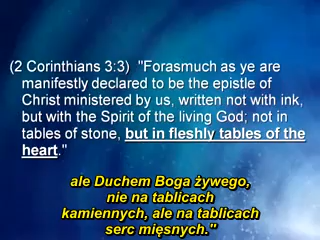 (2 Corinthians 3:3)  "Forasmuch as ye are
manifestly declared to be the epistle of
Christ ministered by us, written not with ink,
but with the Spirit of the living God; not in
tables of stone, but in fleshly tables of the
heart."
ale Duchem Boga żywego,
nie na tablicach
kamiennych, ale na tablicach
serc mięsnych."